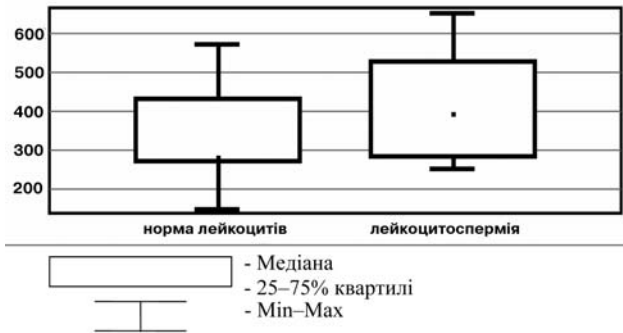 600
500
400
300
200
норма лейкоцитів лейкоцитоспермія
- Медіана
- 25–75% квартилі
- Min–Max